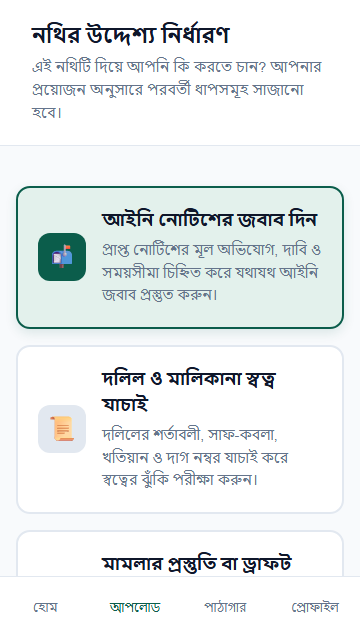 নথির উদ্দেশ্য নির্ধারণ
এই নথিটি দিয়ে আপনি কি করতে চান? আপনার
প্রয়োজন অনুসারে পরবর্তী ধাপসমূহ সাজানো
হবে।
আইনি নোটিশের জবাব দিন
প্রাপ্ত নোটিশের মূল অভিযোগ, দাবি ও
সময়সীমা চিহ্নিত করে যথাযথ আইনি
জবাব প্রস্তুত করুন।
দলিল ও মালিকানা স্বত্ব
যাচাই
দলিলের শর্তাবলী, সাফ-কবলা,
খতিয়ান ও দাগ নম্বর যাচাই করে
স্বত্বের ঝুঁকি পরীক্ষা করুন।
মামলার প্রস্তুতি বা ড্রাফট
হোম আপলোড পাঠাগার প্রোফাইল